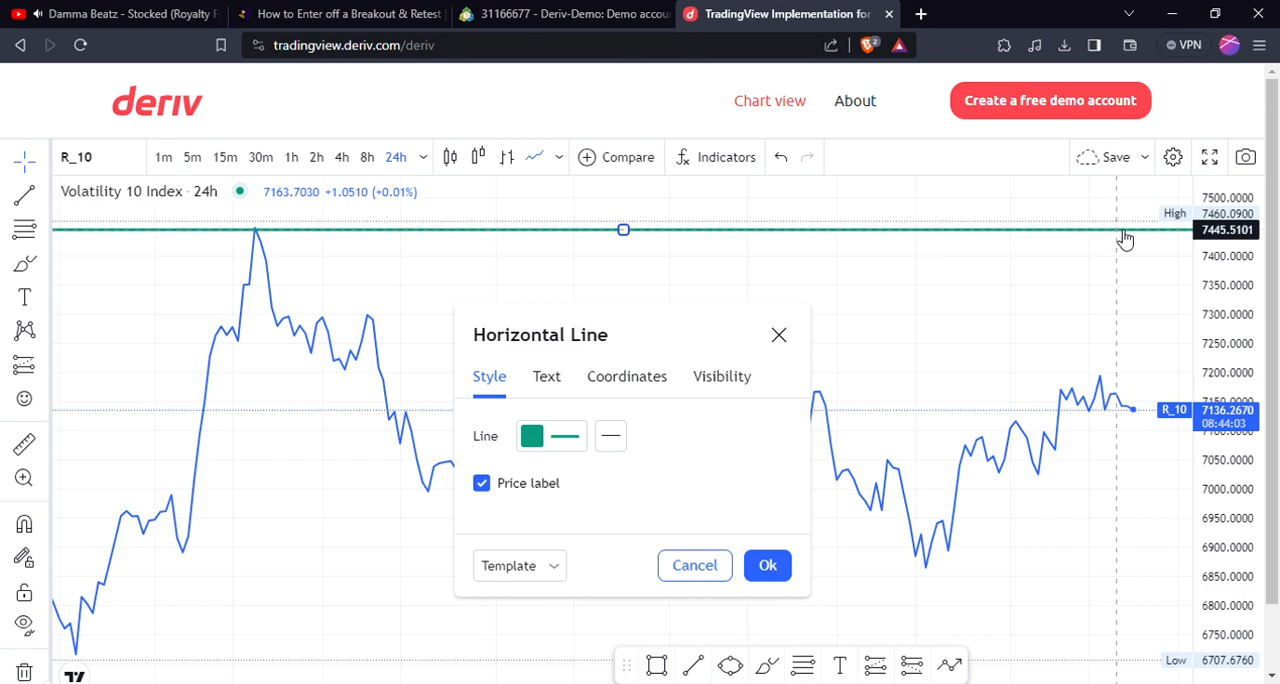 Damma Beatz - Stocked (Royalty F
How to Enter off a Breakout & Retest
31166677 - Deriv-Demo: Demo accou
TradingView Implementation for
tradingview.deriv.com/deriv
2
VPN
deriv
Chart view
About
Create a free demo account
R_10
1m 5m 15m 30m 1h 2h 4h 8h 24h
Compare
Indicators
Save
Volatility 10 Index · 24h
7163.7030 +1.0510 (+0.01%)
7500.0000
High 7460.0900
7445.5101
7400.0000
7350.0000
7300.0000
7250.0000
7200.0000
7150.0000
R_10 7136.2670
08:44:03
7100.0000
7050.0000
7000.0000
6950.0000
6900.0000
6850.0000
6800.0000
6750.0000
Low 6707.6760
Horizontal Line
Style Text Coordinates Visibility
Line
Price label
Template
Cancel
Ok